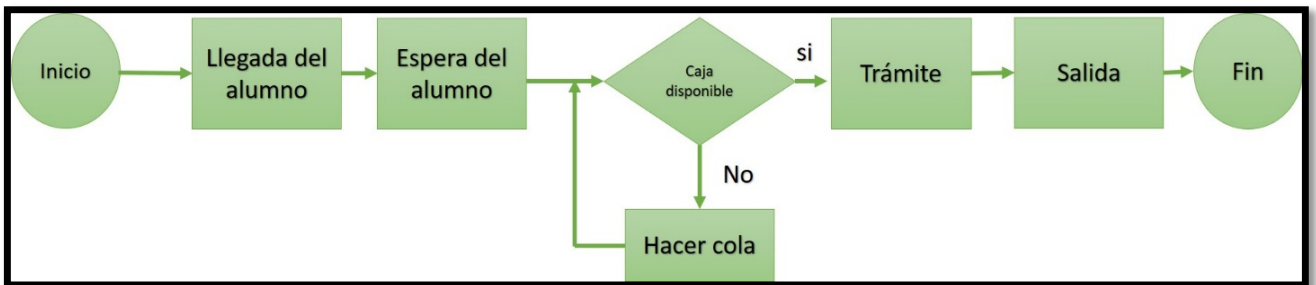 Inicio
Llegada del
alumno
Espera del
alumno
Caja
disponible
si
Trámite
Salida
Fin
No
Hacer cola